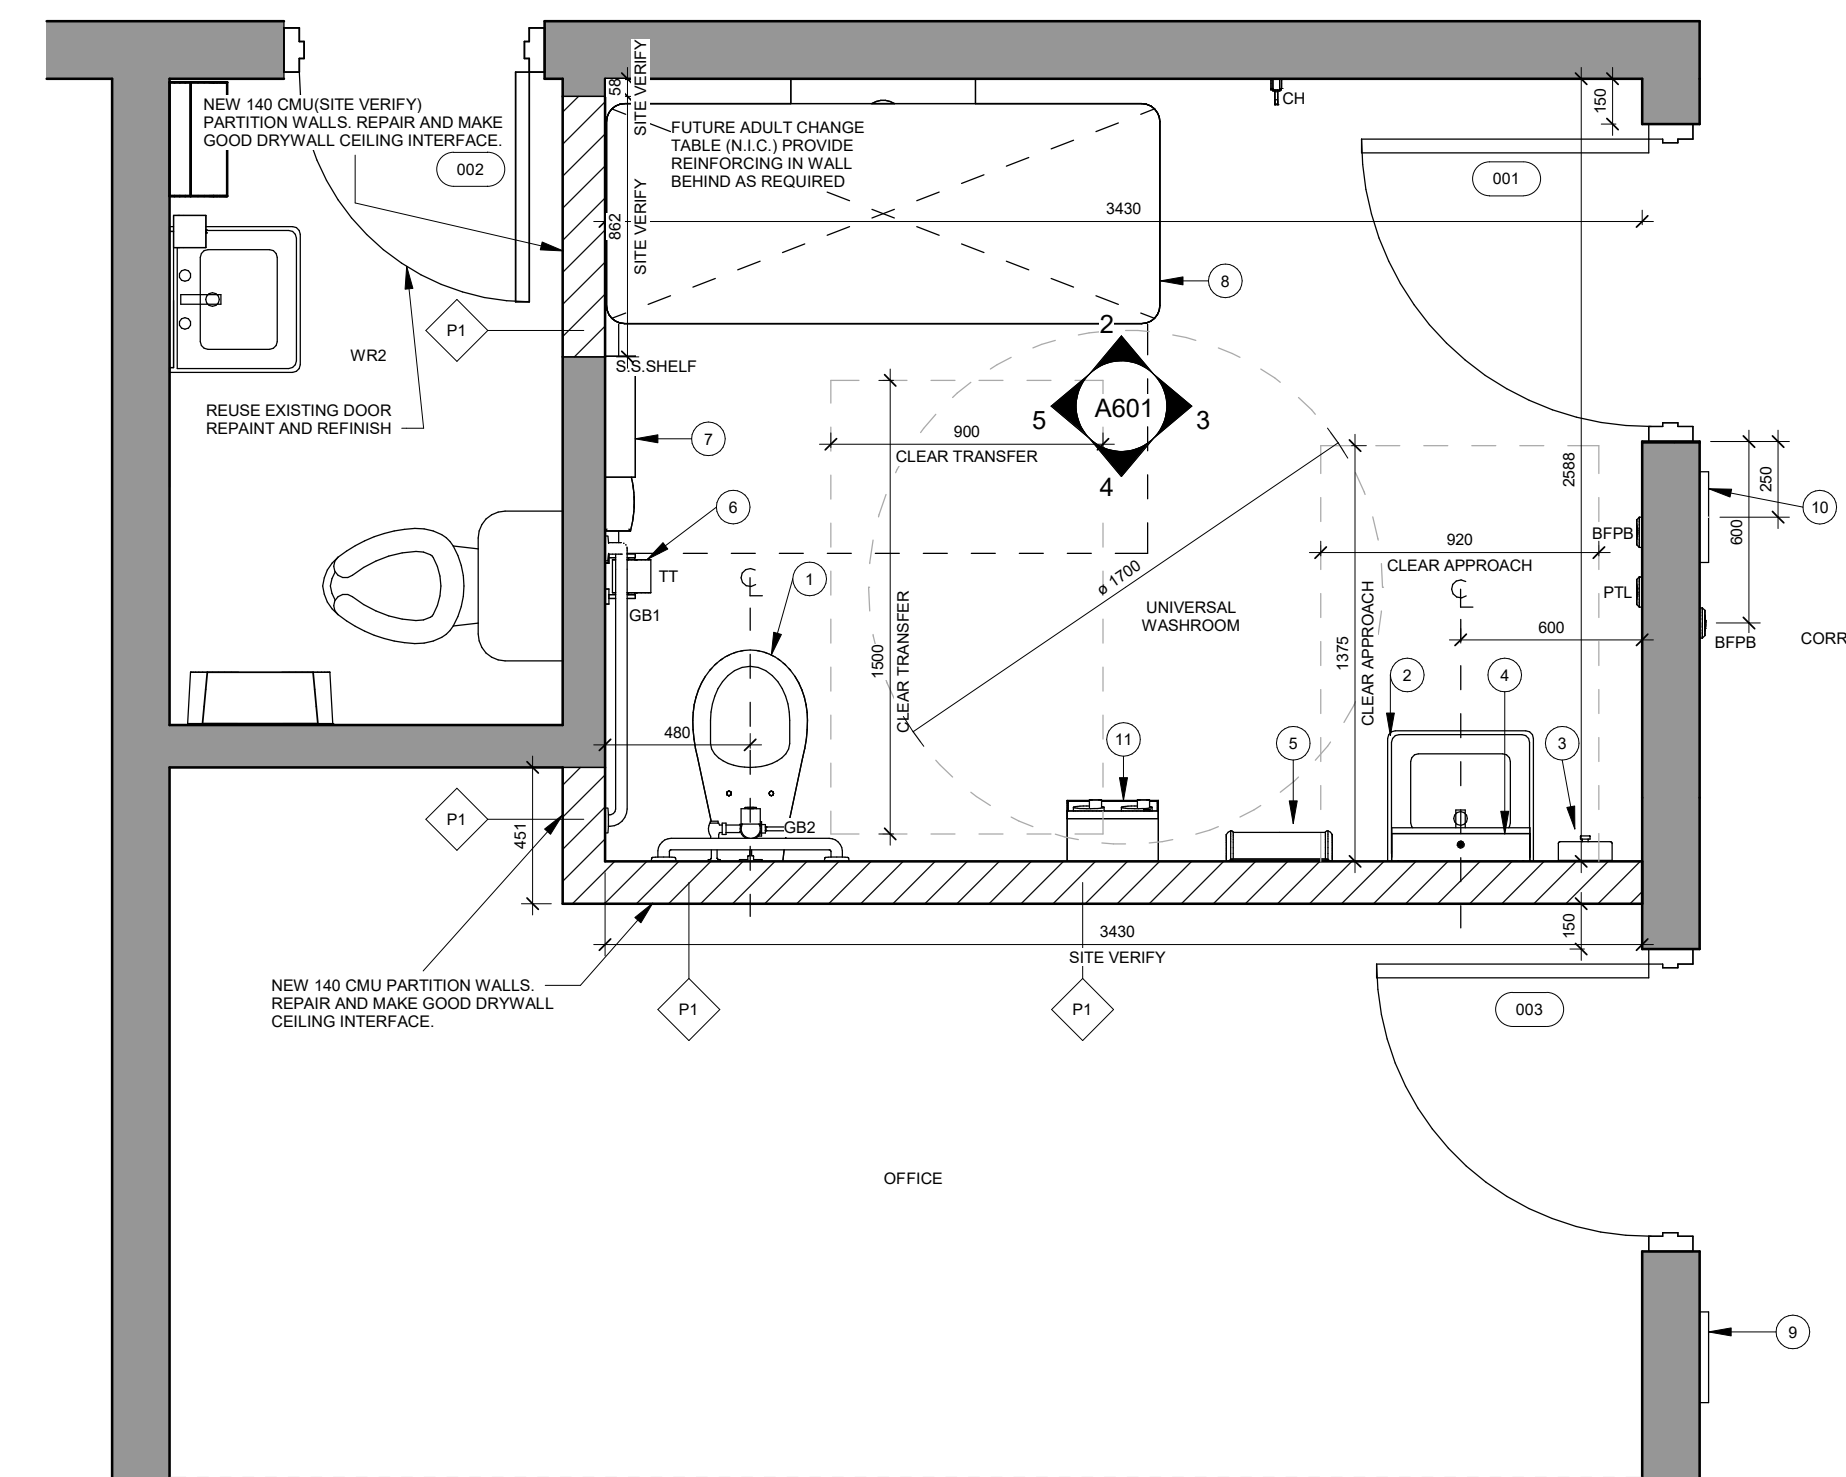 NEW 140 CMU(SITE VERIFY)
PARTITION WALLS. REPAIR AND MAKE
GOOD DRYWALL CEILING INTERFACE.
002
58
SITE VERIFY
862
SITE VERIFY
FUTURE ADULT CHANGE
TABLE (N.I.C.) PROVIDE
REINFORCING IN WALL
BEHIND AS REQUIRED
CH
150
001
3430
8
P1
WR2
REUSE EXISTING DOOR
REPAINT AND REFINISH
S.S.SHELF
7
2
5
A601
3
4
900
CLEAR TRANSFER
2588
250
10
600
6
TT
GB1
1
CL
1500
CLEAR TRANSFER
ø 1700
UNIVERSAL
WASHROOM
920
CLEAR APPROACH
1375
CLEAR APPROACH
CL
600
BFPB
PTL
BFPB
CORR
2
4
480
11
5
3
GB2
P1
451
3430
SITE VERIFY
150
NEW 140 CMU PARTITION WALLS.
REPAIR AND MAKE GOOD DRYWALL
CEILING INTERFACE.
P1
P1
003
OFFICE
9